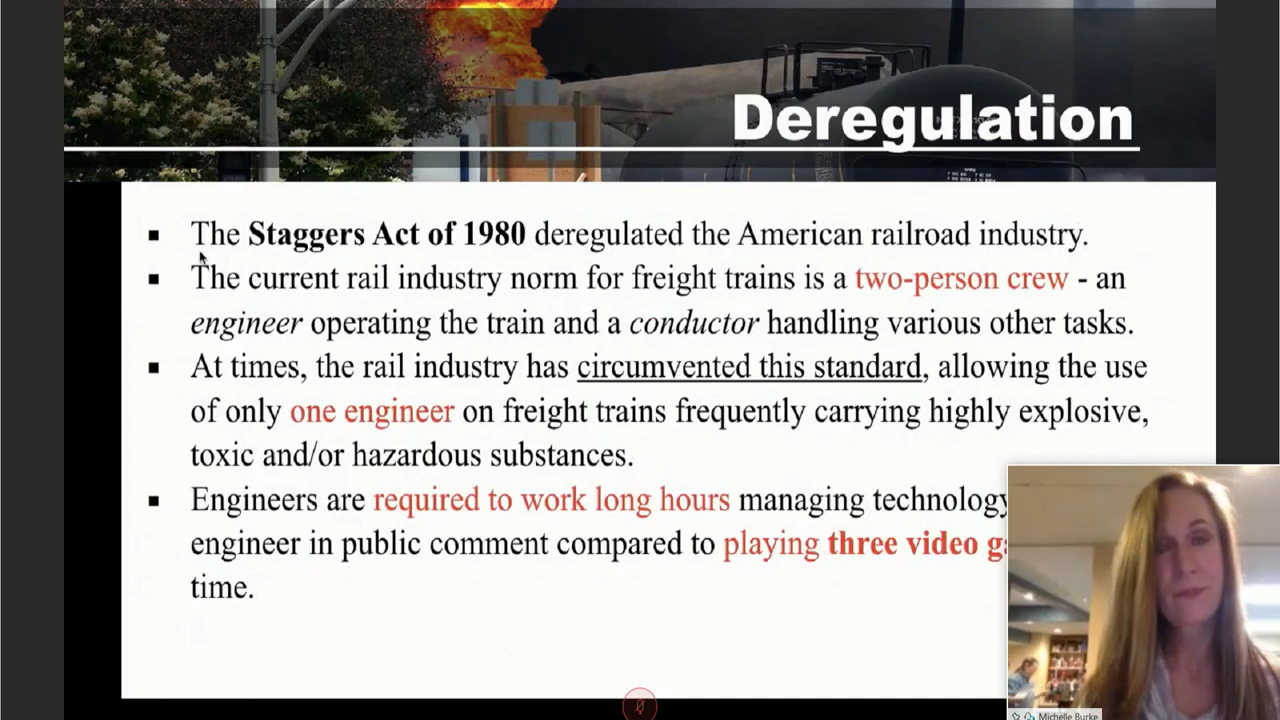 Deregulation
▪ The Staggers Act of 1980 deregulated the American railroad industry.
▪ The current rail industry norm for freight trains is a two-person crew - an
engineer operating the train and a conductor handling various other tasks.
▪ At times, the rail industry has circumvented this standard, allowing the use
of only one engineer on freight trains frequently carrying highly explosive,
toxic and/or hazardous substances.
▪ Engineers are required to work long hours managing technology
engineer in public comment compared to playing three video
time.
Michelle Burke